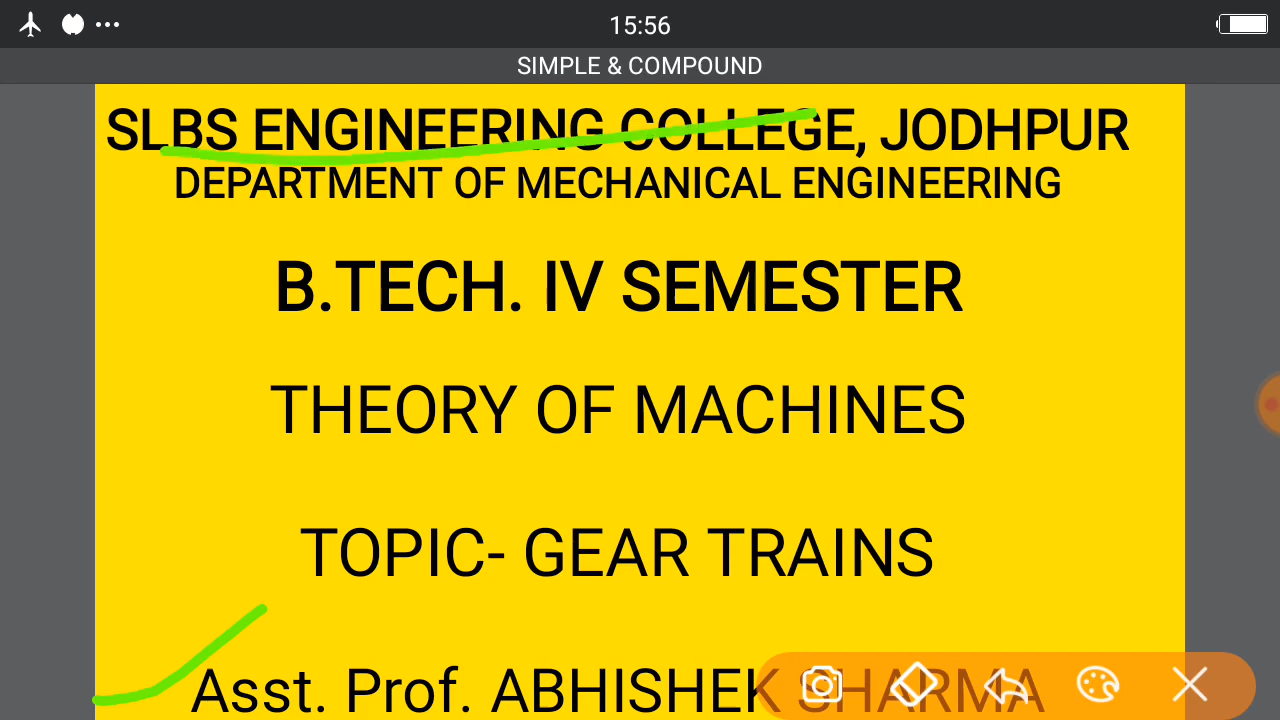 15:56
SIMPLE & COMPOUND
SLBS ENGINEERING COLLEGE, JODHPUR
DEPARTMENT OF MECHANICAL ENGINEERING
B.TECH. IV SEMESTER
THEORY OF MACHINES
TOPIC- GEAR TRAINS
Asst. Prof. ABHISHEK SHARMA